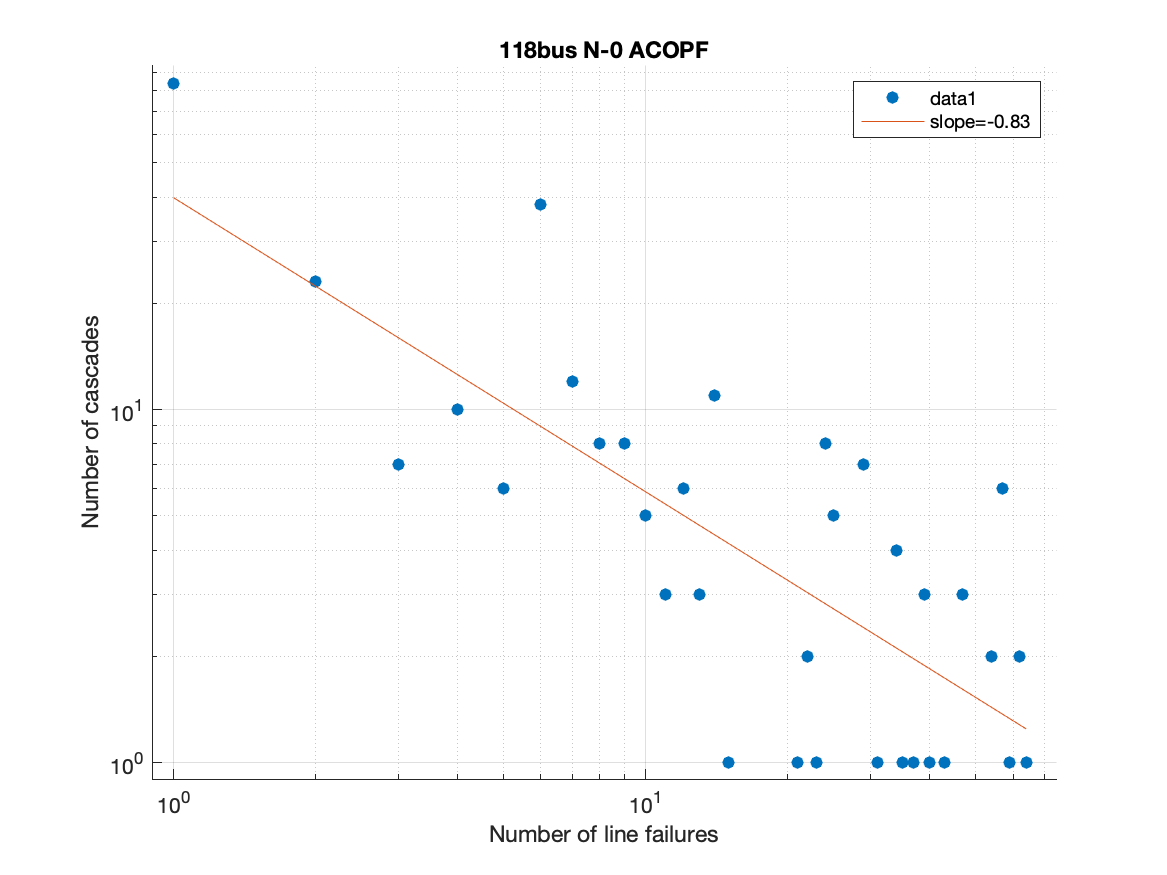 118bus N-0 ACOPF
data1
slope=-0.83
Number of cascades
10^1
10^0
10^0
10^1
Number of line failures